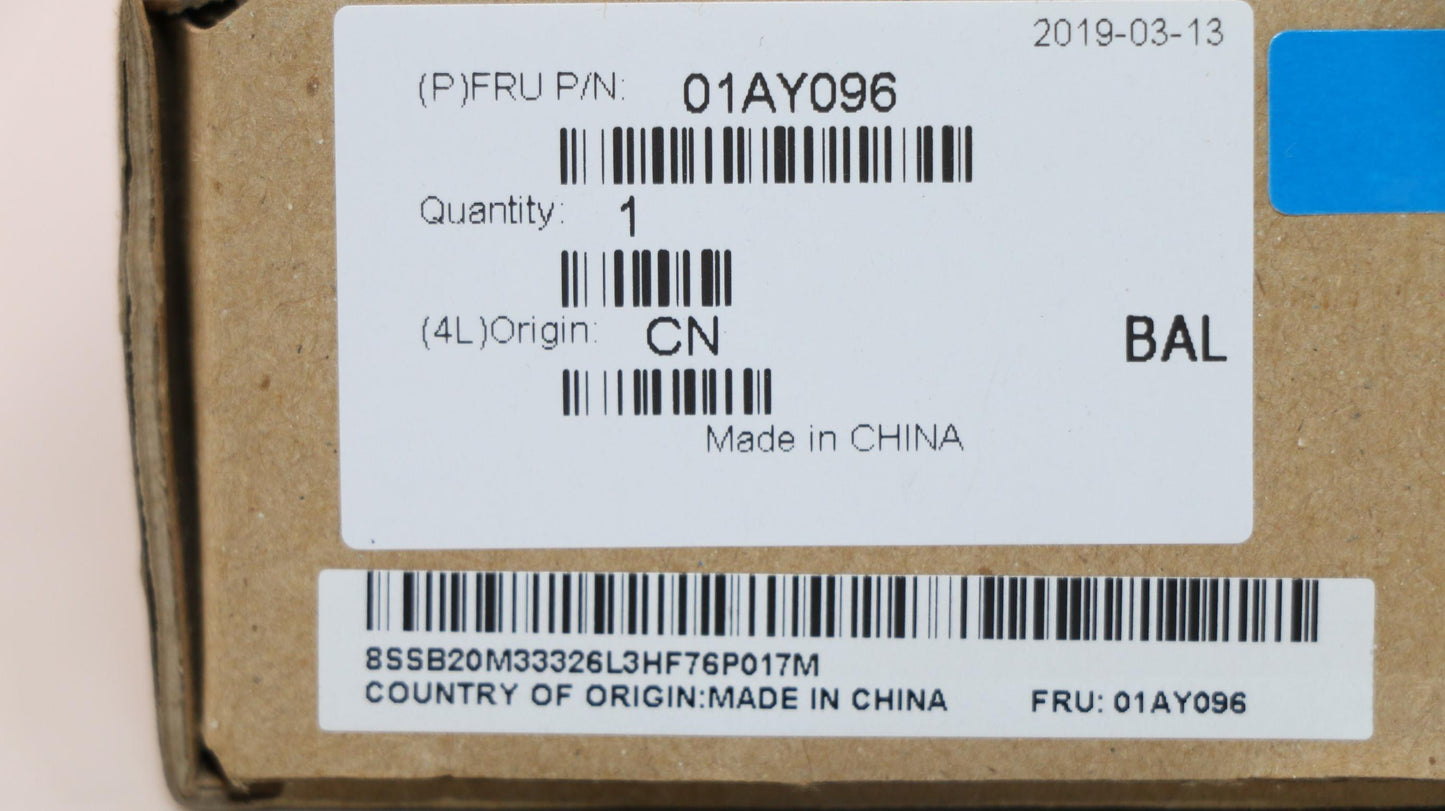 2019-03-13
(P)FRU P/N: 01AY096
Quantity: 1
(4L)Origin: CN
BAL
Made in CHINA
8SSB20M33326L3HF76P017M
COUNTRY OF ORIGIN:MADE IN CHINA FRU: 01AY096